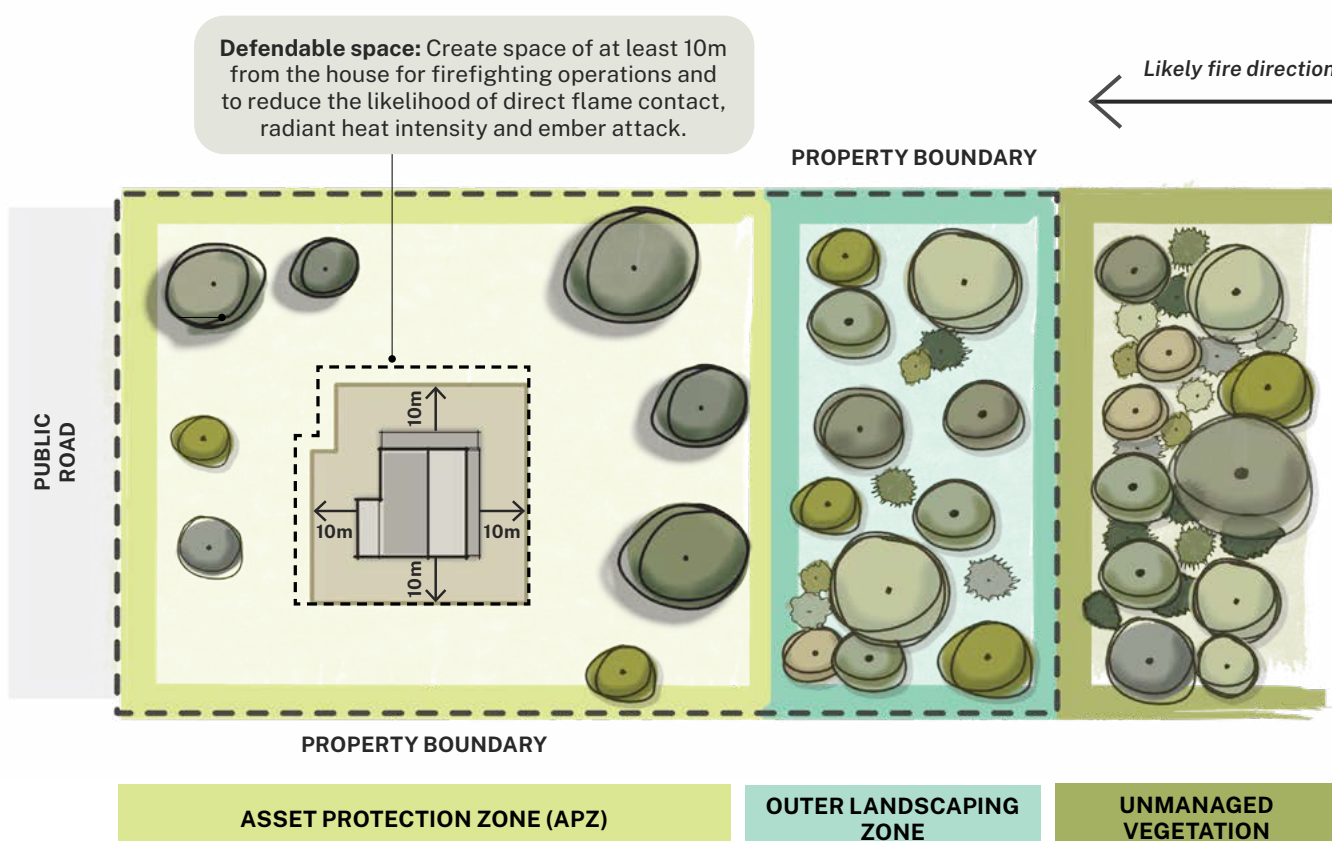 Defendable space: Create space of at least 10m
from the house for firefighting operations and
to reduce the likelihood of direct flame contact,
radiant heat intensity and ember attack.
Likely fire direction
PROPERTY BOUNDARY
PUBLIC
ROAD
10m
10m
10m
10m
PROPERTY BOUNDARY
ASSET PROTECTION ZONE (APZ)
OUTER LANDSCAPING
ZONE
UNMANAGED
VEGETATION